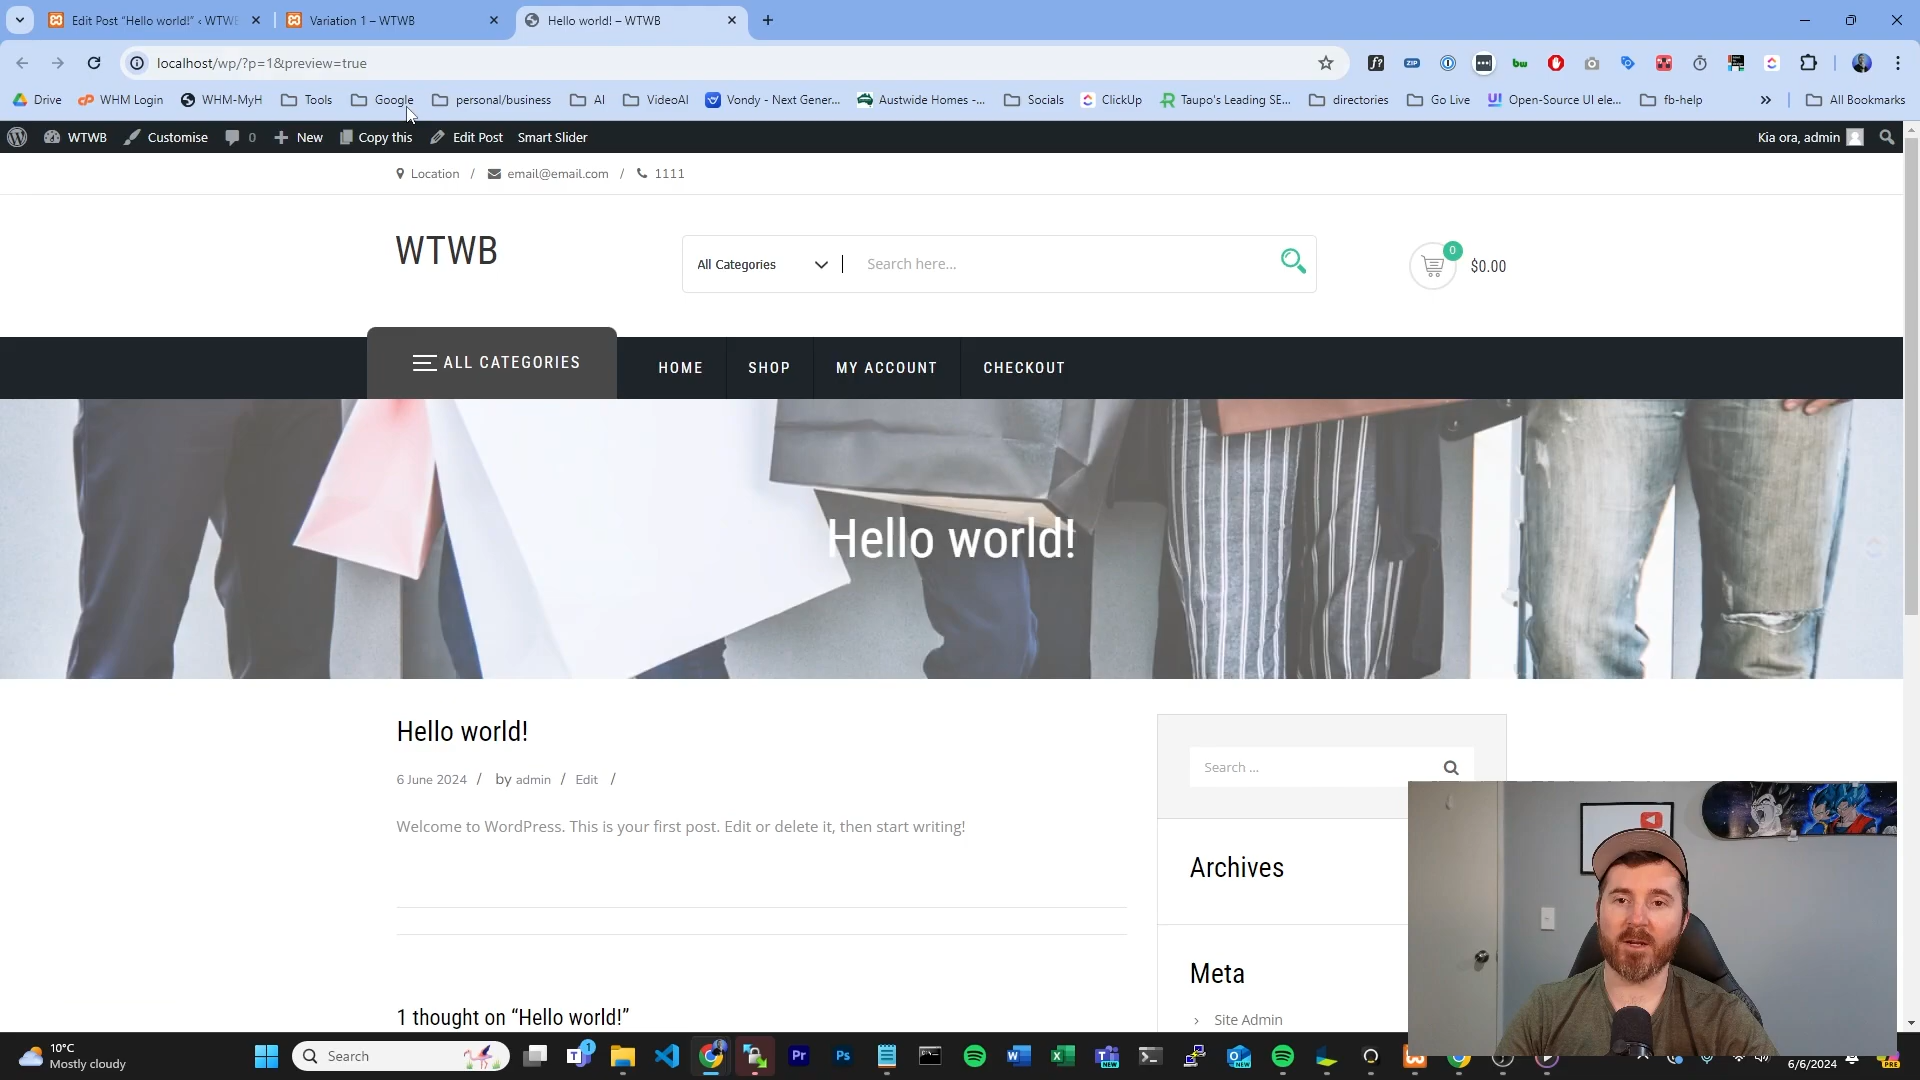 Edit Post “Hello world!” ‹ WTWB
Variation 1 – WTWB
Hello world! – WTWB
localhost/wp/?p=1&preview=true
Drive
WHM Login
WHM-MyH
Tools
Google
personal/business
AI
VideoAI
Vondy - Next Gener...
Austwide Homes -...
Socials
ClickUp
Taupo's Leading SE...
directories
Go Live
Open-Source UI ele...
fb-help
All Bookmarks
WTWB
Customise
0
New
Copy this
Edit Post
Smart Slider
Kia ora, admin
Location / email@email.com / 1111
WTWB
All Categories
Search here...
0
$0.00
ALL CATEGORIES
HOME
SHOP
MY ACCOUNT
CHECKOUT
Hello world!
Hello world!
6 June 2024 / by admin / Edit /
Welcome to WordPress. This is your first post. Edit or delete it, then start writing!
1 thought on “Hello world!”
Search ...
Archives
Meta
Site Admin
10°C
Mostly cloudy
Search
1
6/6/2024